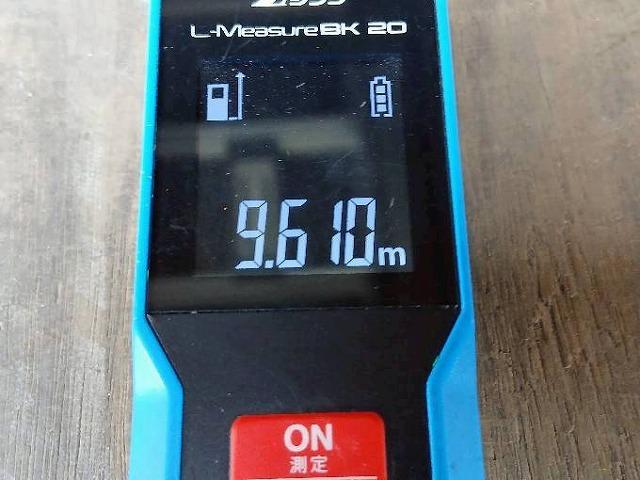 L-Measure BK 20
9.610m
ON
測定